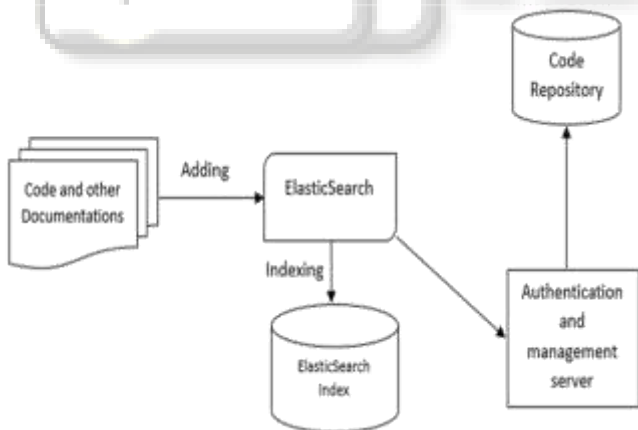 Code
Repository
Code and other
Documentations
Adding
ElasticSearch
Indexing
ElasticSearch
Index
Authentication
and
management
server